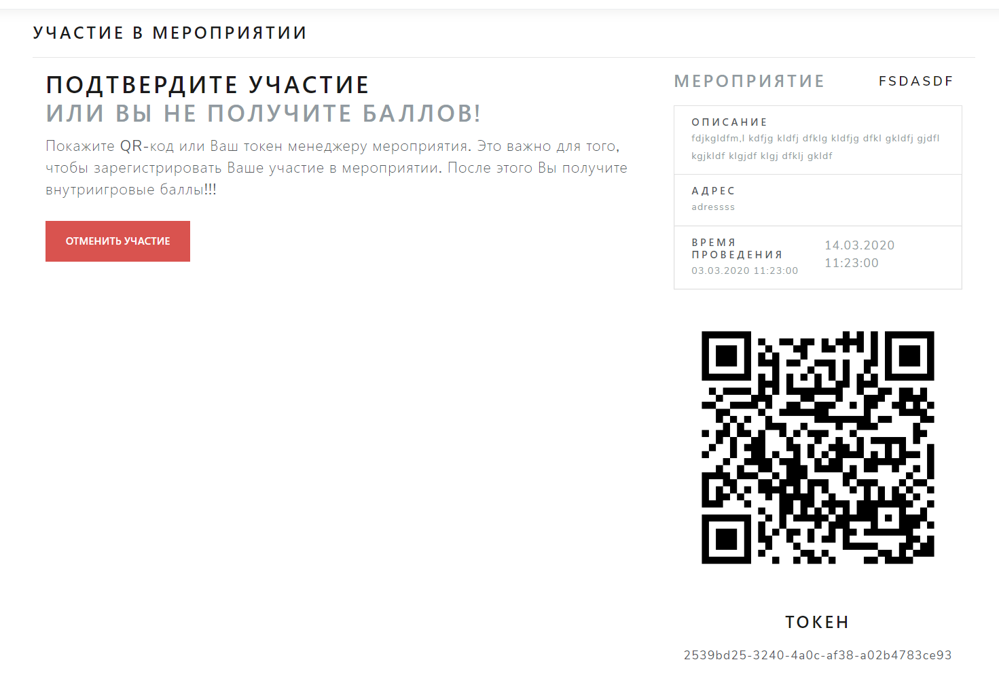 УЧАСТИЕ В МЕРОПРИЯТИИ
ПОДТВЕРДИТЕ УЧАСТИЕ
ИЛИ ВЫ НЕ ПОЛУЧИТЕ БАЛЛОВ!
Покажите QR-код или Ваш токен менеджеру мероприятия. Это важно для того,
чтобы зарегистрировать Ваше участие в мероприятии. После этого Вы получите
внутриигровые баллы!!!
ОТМЕНИТЬ УЧАСТИЕ
МЕРОПРИЯТИЕ FSDASDF
ОПИСАНИЕ
fdjkgldfm,l kdfjg kldfj dfklg kldfjg dfkl gkldfj gjdfl
kgjkldf klgjdf klgj dfklj gkldf
АДРЕС
adressss
ВРЕМЯ
ПРОВЕДЕНИЯ
03.03.2020 11:23:00
14.03.2020
11:23:00
ТОКЕН
2539bd25-3240-4a0c-af38-a02b4783ce93